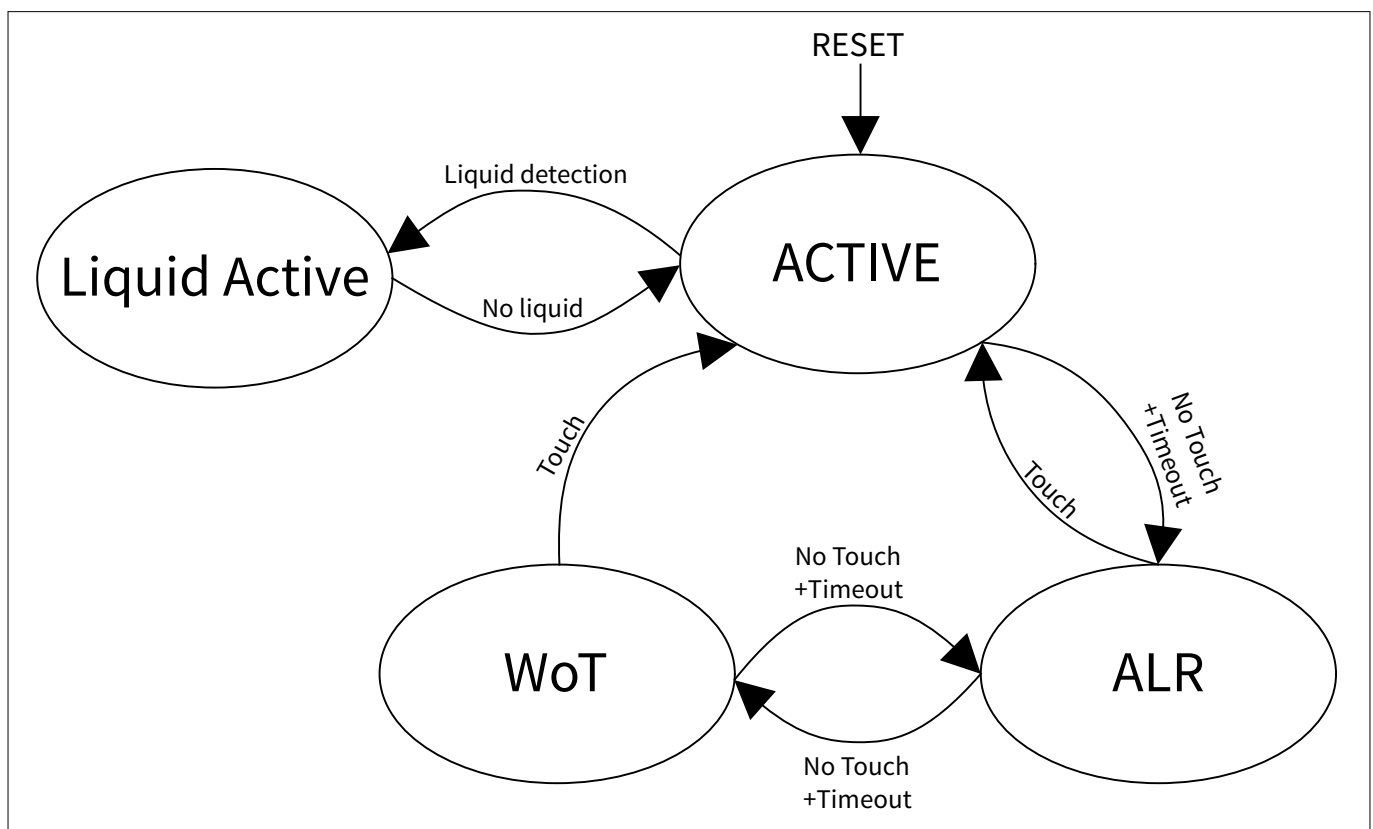 RESET
Liquid detection
ACTIVE
Liquid Active
No liquid
Touch
No Touch
+Timeout
Touch
No Touch
+Timeout
WoT
ALR
No Touch
+Timeout